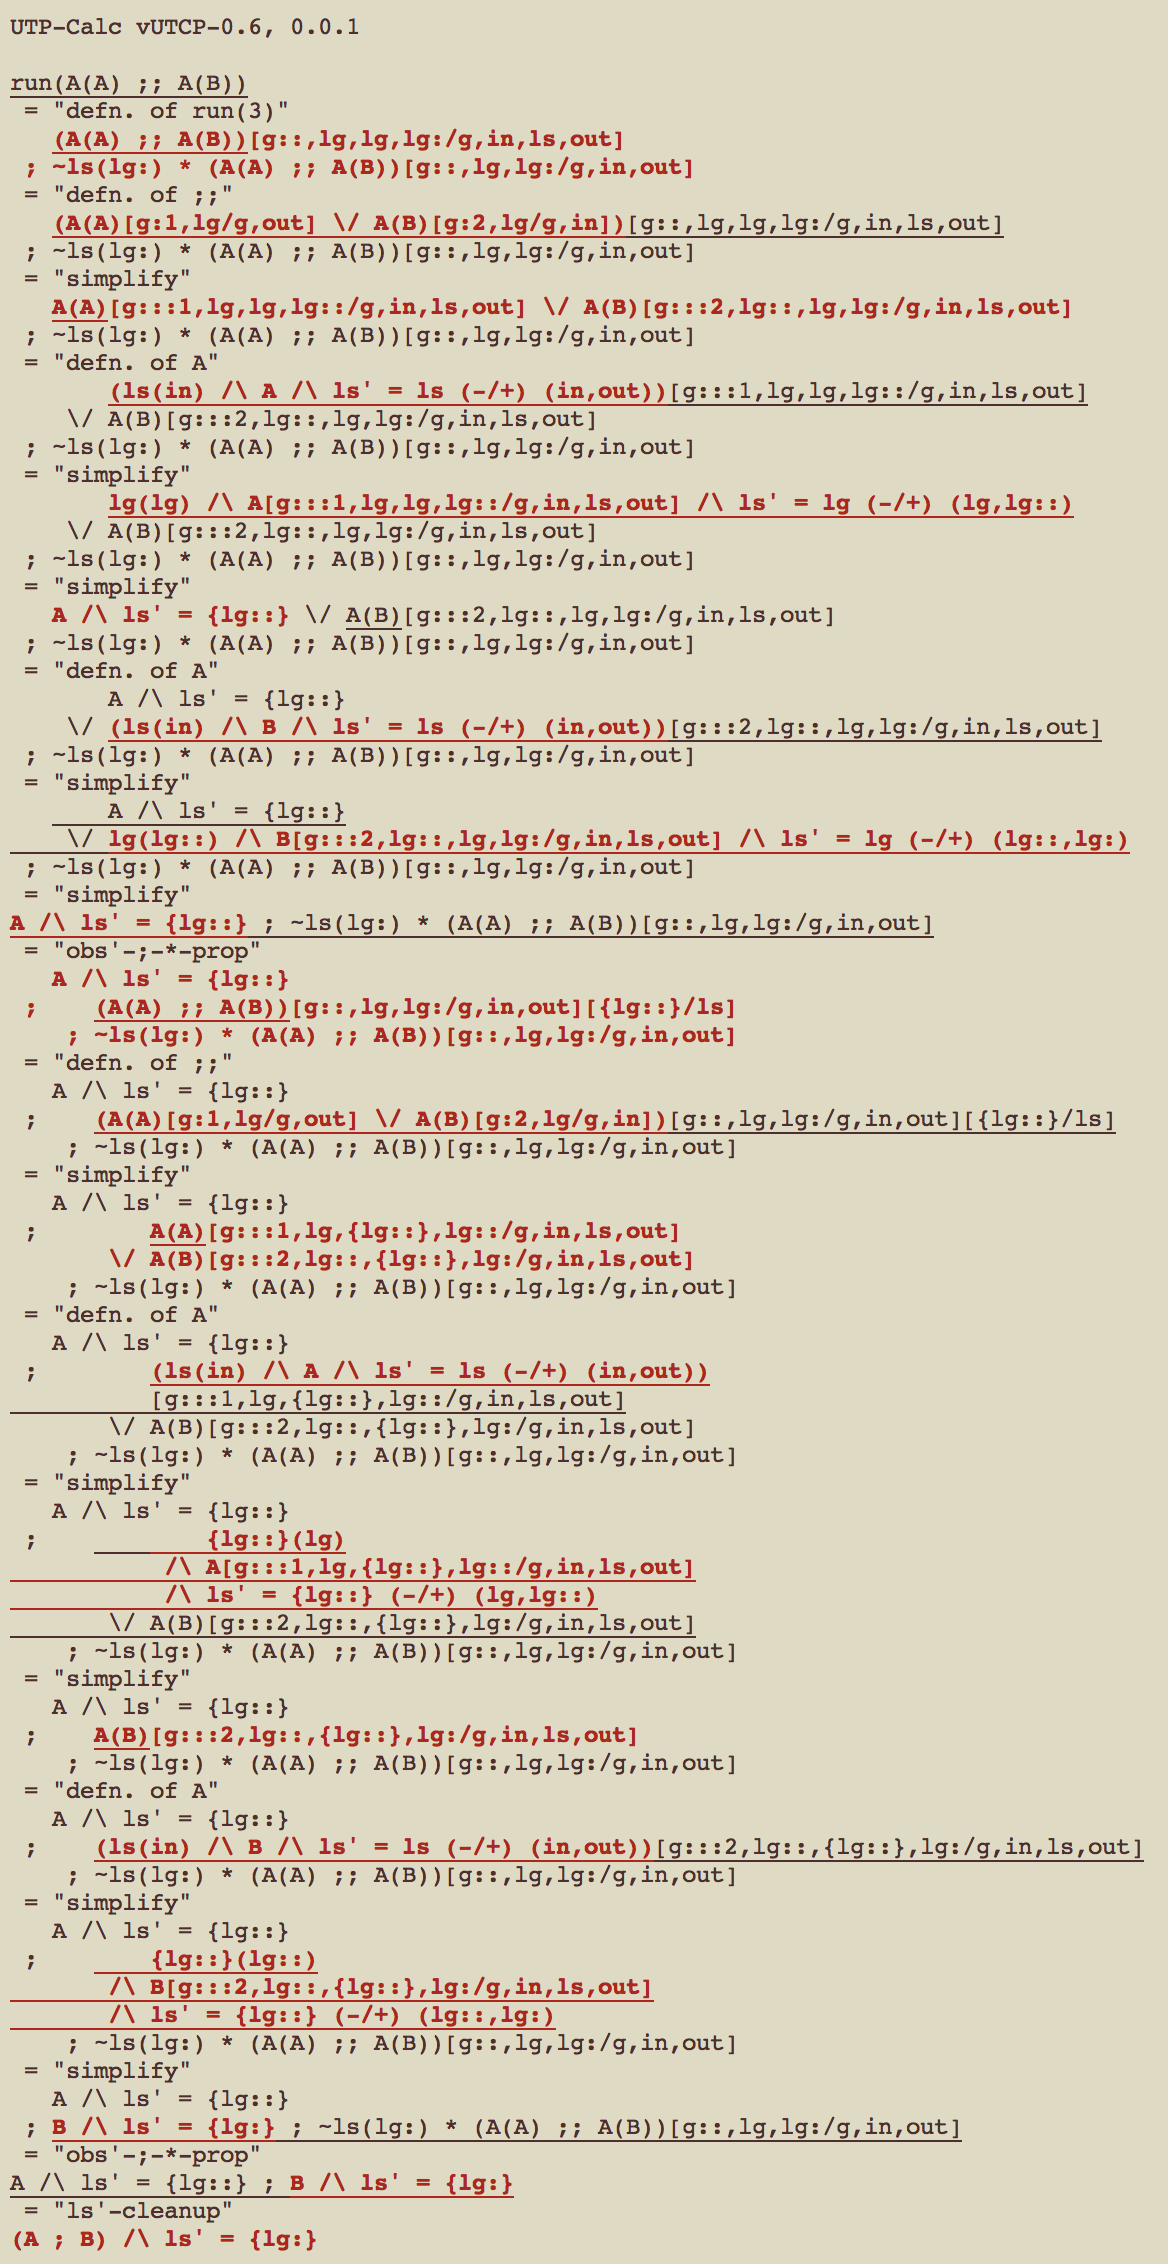 UTP-Calc vUTCP-0.6, 0.0.1
run(A(A) ;; A(B))
= "defn. of run(3)"
(A(A) ;; A(B))[g::,lg,lg,lg:/g,in,ls,out]
; ~ls(lg:) * (A(A) ;; A(B))[g::,lg,lg:/g,in,out]
= "defn. of ;;"
(A(A)[g:1,lg/g,out] \/ A(B)[g:2,lg/g,in])[g::,lg,lg,lg:/g,in,ls,out]
; ~ls(lg:) * (A(A) ;; A(B))[g::,lg,lg:/g,in,out]
= "simplify"
A(A)[g:::1,lg,lg,lg::/g,in,ls,out] \/ A(B)[g:::2,lg::,lg,lg:/g,in,ls,out]
; ~ls(lg:) * (A(A) ;; A(B))[g::,lg,lg:/g,in,out]
= "defn. of A"
(ls(in) /\ A /\ ls' = ls (-/+) (in,out))[g:::1,lg,lg,lg::/g,in,ls,out]
\/ A(B)[g:::2,lg::,lg,lg:/g,in,ls,out]
; ~ls(lg:) * (A(A) ;; A(B))[g::,lg,lg:/g,in,out]
= "simplify"
lg(lg) /\ A[g:::1,lg,lg,lg::/g,in,ls,out] /\ ls' = lg (-/+) (lg,lg::)
\/ A(B)[g:::2,lg::,lg,lg:/g,in,ls,out]
; ~ls(lg:) * (A(A) ;; A(B))[g::,lg,lg:/g,in,out]
= "simplify"
A /\ ls' = {lg::} \/ A(B)[g:::2,lg::,lg,lg:/g,in,ls,out]
; ~ls(lg:) * (A(A) ;; A(B))[g::,lg,lg:/g,in,out]
= "defn. of A"
A /\ ls' = {lg::}
\/ (ls(in) /\ B /\ ls' = ls (-/+) (in,out))[g:::2,lg::,lg,lg:/g,in,ls,out]
; ~ls(lg:) * (A(A) ;; A(B))[g::,lg,lg:/g,in,out]
= "simplify"
A /\ ls' = {lg::}
\/ lg(lg::) /\ B[g:::2,lg::,lg,lg:/g,in,ls,out] /\ ls' = lg (-/+) (lg::,lg:)
; ~ls(lg:) * (A(A) ;; A(B))[g::,lg,lg:/g,in,out]
= "simplify"
A /\ ls' = {lg::} ; ~ls(lg:) * (A(A) ;; A(B))[g::,lg,lg:/g,in,out]
= "obs'-;-*-prop"
A /\ ls' = {lg::}
; (A(A) ;; A(B))[g::,lg,lg:/g,in,out][{lg::}/ls]
; ~ls(lg:) * (A(A) ;; A(B))[g::,lg,lg:/g,in,out]
= "defn. of ;;"
A /\ ls' = {lg::}
; (A(A)[g:1,lg/g,out] \/ A(B)[g:2,lg/g,in])[g::,lg,lg:/g,in,out][{lg::}/ls]
; ~ls(lg:) * (A(A) ;; A(B))[g::,lg,lg:/g,in,out]
= "simplify"
A /\ ls' = {lg::}
; A(A)[g:::1,lg,{lg::},lg::/g,in,ls,out]
\/ A(B)[g:::2,lg::,{lg::},lg:/g,in,ls,out]
; ~ls(lg:) * (A(A) ;; A(B))[g::,lg,lg:/g,in,out]
= "defn. of A"
A /\ ls' = {lg::}
; (ls(in) /\ A /\ ls' = ls (-/+) (in,out))
[g:::1,lg,{lg::},lg::/g,in,ls,out]
\/ A(B)[g:::2,lg::,{lg::},lg:/g,in,ls,out]
; ~ls(lg:) * (A(A) ;; A(B))[g::,lg,lg:/g,in,out]
= "simplify"
A /\ ls' = {lg::}
; {lg::}(lg)
/\ A[g:::1,lg,{lg::},lg::/g,in,ls,out]
/\ ls' = {lg::} (-/+) (lg,lg::)
\/ A(B)[g:::2,lg::,{lg::},lg:/g,in,ls,out]
; ~ls(lg:) * (A(A) ;; A(B))[g::,lg,lg:/g,in,out]
= "simplify"
A /\ ls' = {lg::}
; A(B)[g:::2,lg::,{lg::},lg:/g,in,ls,out]
; ~ls(lg:) * (A(A) ;; A(B))[g::,lg,lg:/g,in,out]
= "defn. of A"
A /\ ls' = {lg::}
; (ls(in) /\ B /\ ls' = ls (-/+) (in,out))[g:::2,lg::,{lg::},lg:/g,in,ls,out]
; ~ls(lg:) * (A(A) ;; A(B))[g::,lg,lg:/g,in,out]
= "simplify"
A /\ ls' = {lg::}
; {lg::}(lg::)
/\ B[g:::2,lg::,{lg::},lg:/g,in,ls,out]
/\ ls' = {lg::} (-/+) (lg::,lg:)
; ~ls(lg:) * (A(A) ;; A(B))[g::,lg,lg:/g,in,out]
= "simplify"
A /\ ls' = {lg::}
; B /\ ls' = {lg:} ; ~ls(lg:) * (A(A) ;; A(B))[g::,lg,lg:/g,in,out]
= "obs'-;-*-prop"
A /\ ls' = {lg::} ; B /\ ls' = {lg:}
= "ls'-cleanup"
(A ; B) /\ ls' = {lg:}